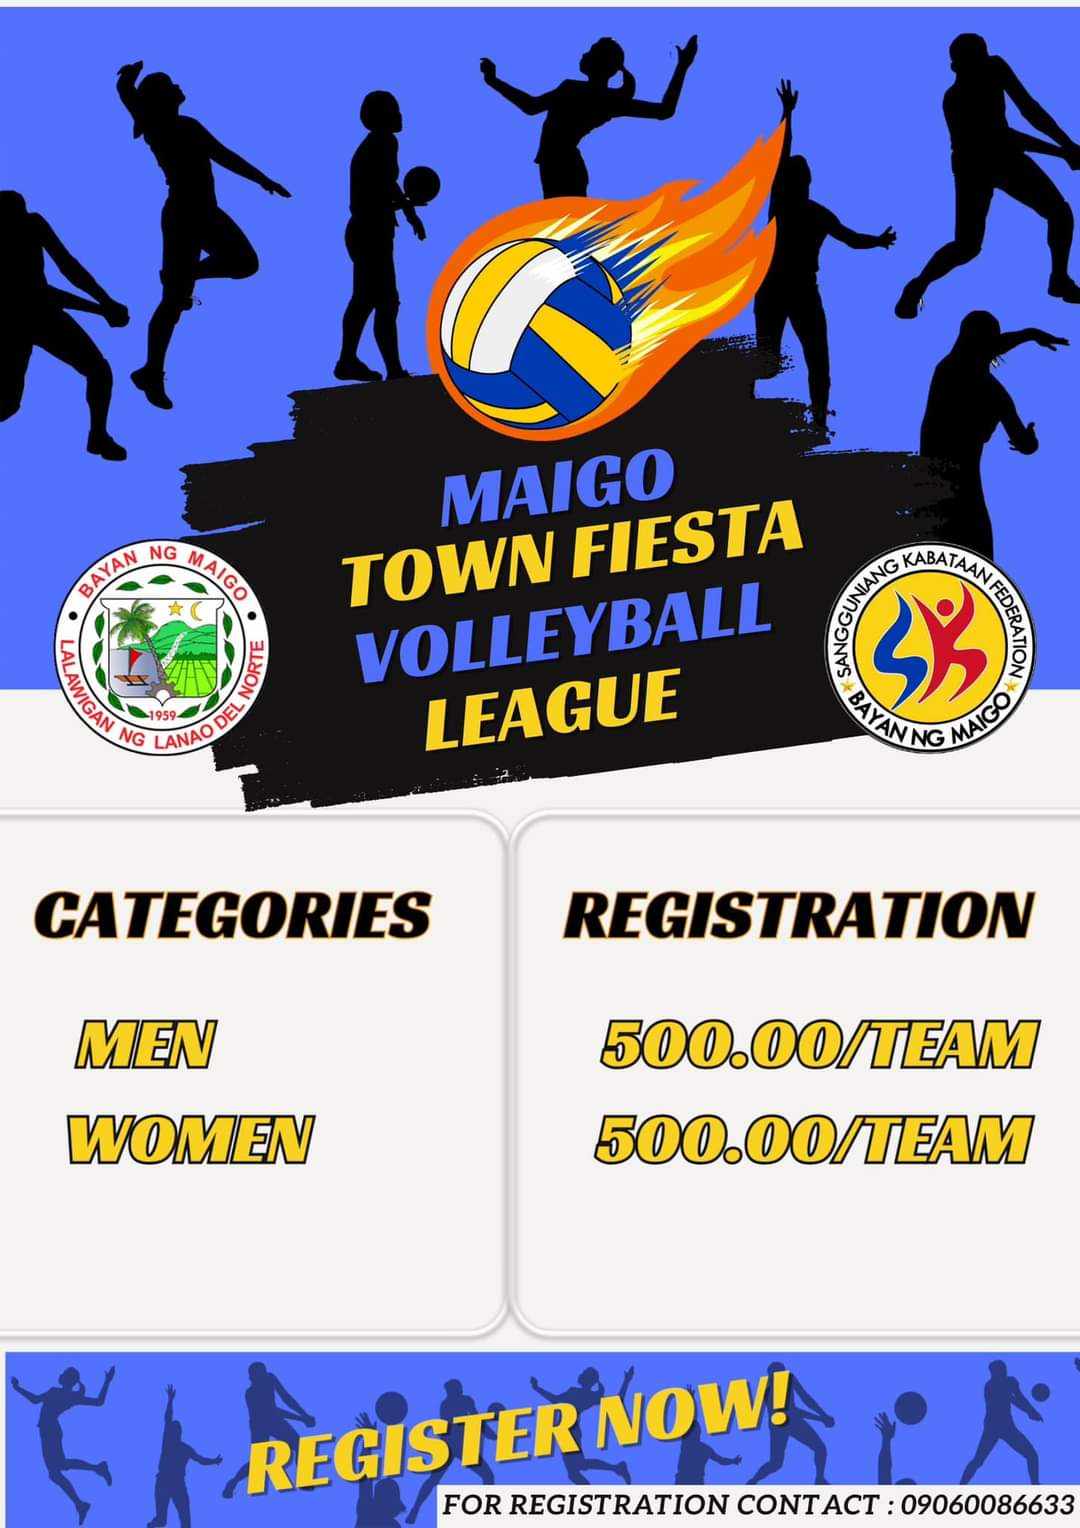 MAIGO
TOWN FIESTA
VOLLEYBALL
LEAGUE
BAYAN NG MAIGO
1959
LALAWIGAN NG LANAO DEL NORTE
SANGGUNIANG KABATAAN FEDERATION
SK
BAYAN NG MAIGO
CATEGORIES
MEN
WOMEN
REGISTRATION
500.00/TEAM
500.00/TEAM
REGISTER NOW!
FOR REGISTRATION CONTACT : 09060086633